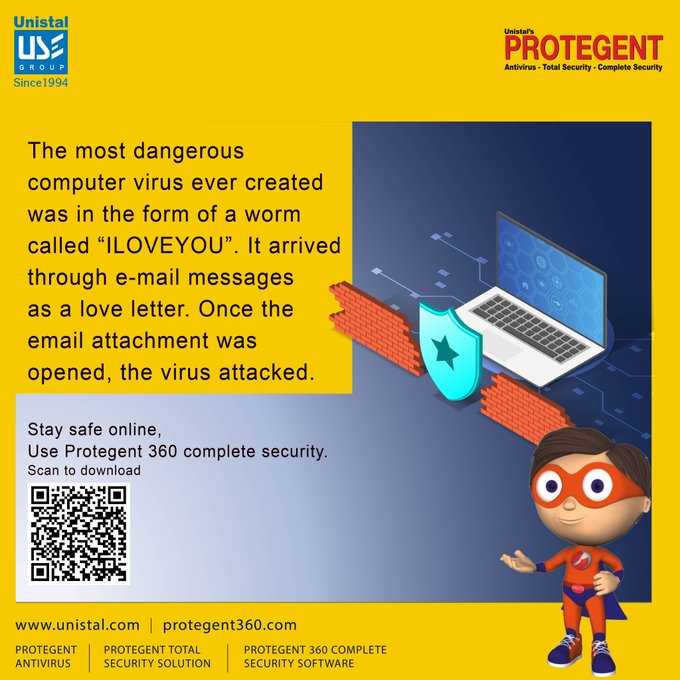 Unistal
USE
GROUP
Since1994
Unistal's
PROTEGENT
Antivirus - Total Security - Complete Security
The most dangerous
computer virus ever created
was in the form of a worm
called “ILOVEYOU”. It arrived
through e-mail messages
as a love letter. Once the
email attachment was
opened, the virus attacked.
Stay safe online,
Use Protegent 360 complete security.
Scan to download
www.unistal.com | protegent360.com
PROTEGENT
ANTIVIRUS
PROTEGENT TOTAL
SECURITY SOLUTION
PROTEGENT 360 COMPLETE
SECURITY SOFTWARE